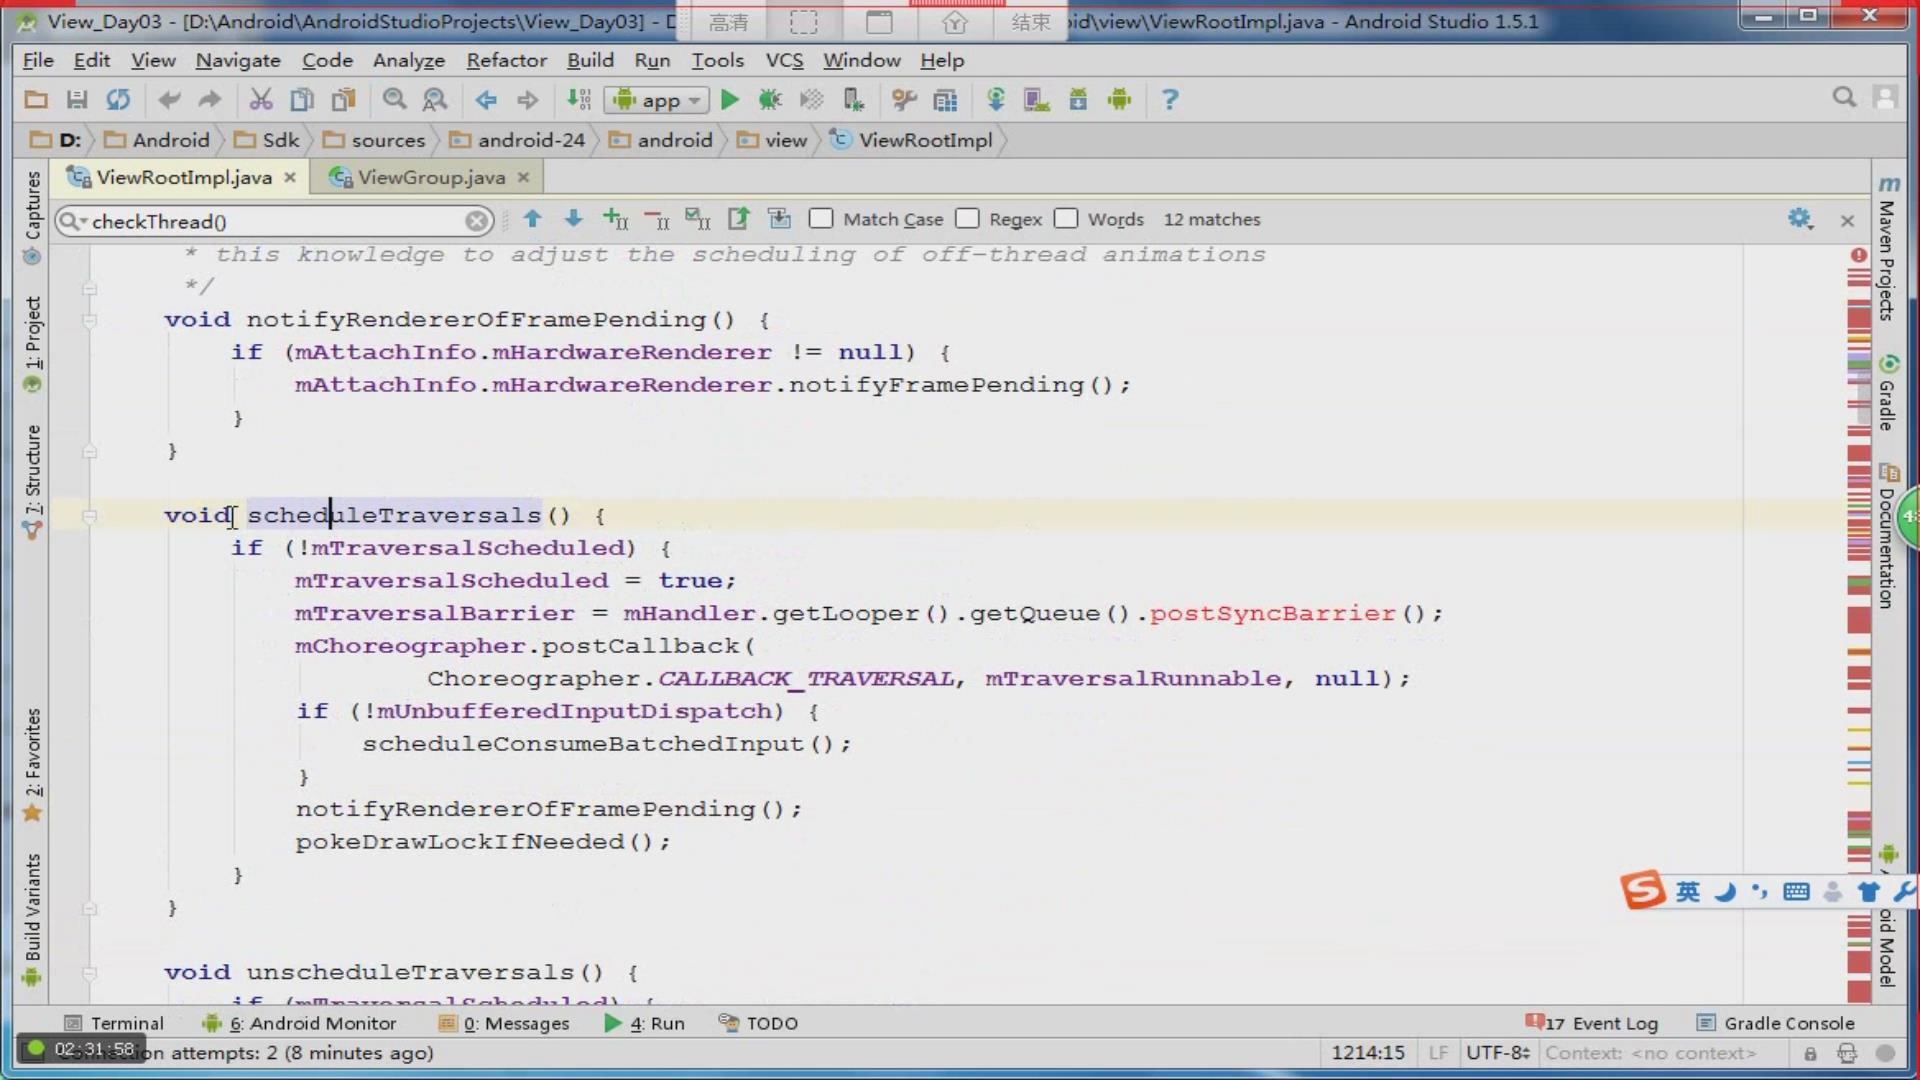 View_Day03 - [D:\Android\AndroidStudioProjects\View_Day03] - 高清 结束 id\view\ViewRootImpl.java - Android Studio 1.5.1
File Edit View Navigate Code Analyze Refactor Build Run Tools VCS Window Help
app
D: Android Sdk sources android-24 android view ViewRootImpl
ViewRootImpl.java ViewGroup.java
checkThread() Match Case Regex Words 12 matches
* this knowledge to adjust the scheduling of off-thread animations
*/
void notifyRendererOfFramePending() {
if (mAttachInfo.mHardwareRenderer != null) {
mAttachInfo.mHardwareRenderer.notifyFramePending();
}
}
void scheduleTraversals() {
if (!mTraversalScheduled) {
mTraversalScheduled = true;
mTraversalBarrier = mHandler.getLooper().getQueue().postSyncBarrier();
mChoreographer.postCallback(
Choreographer.CALLBACK_TRAVERSAL, mTraversalRunnable, null);
if (!mUnbufferedInputDispatch) {
scheduleConsumeBatchedInput();
}
notifyRendererOfFramePending();
pokeDrawLockIfNeeded();
}
}
void unscheduleTraversals() {
if (mTraversalScheduled) {
Captures
1: Project
7: Structure
2: Favorites
Build Variants
Maven Projects
Gradle
Documentation
oid Model
英
Terminal 6: Android Monitor 0: Messages 4: Run TODO 17 Event Log Gradle Console
02:31:58 attempts: 2 (8 minutes ago) 1214:15 LF UTF-8 Context: <no context>